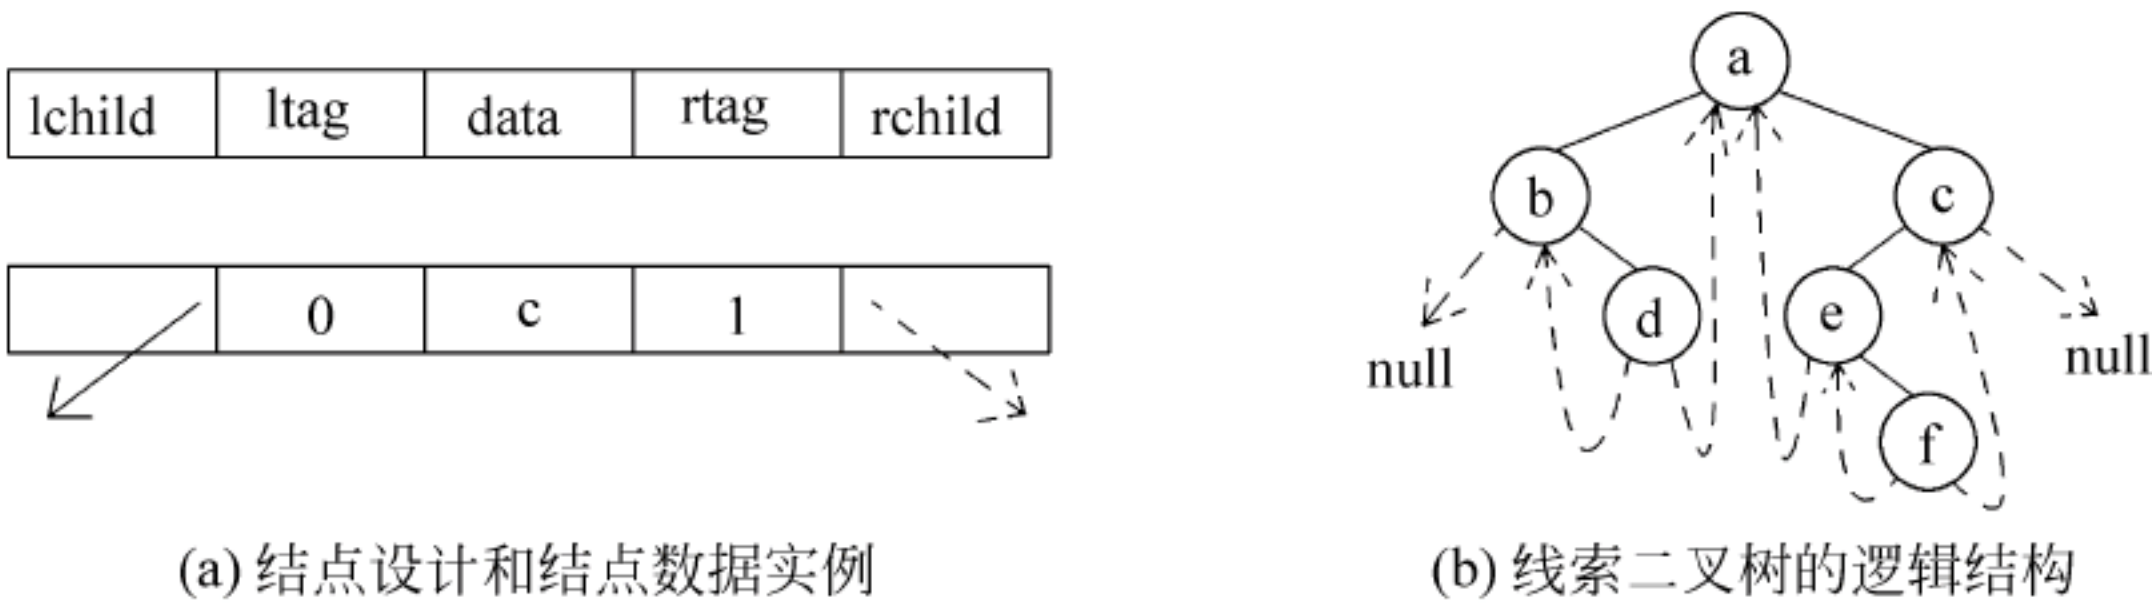 lchild ltag data rtag rchild
0 c 1
a
b c
d e
null null
f
(a) 结点设计和结点数据实例
(b) 线索二叉树的逻辑结构